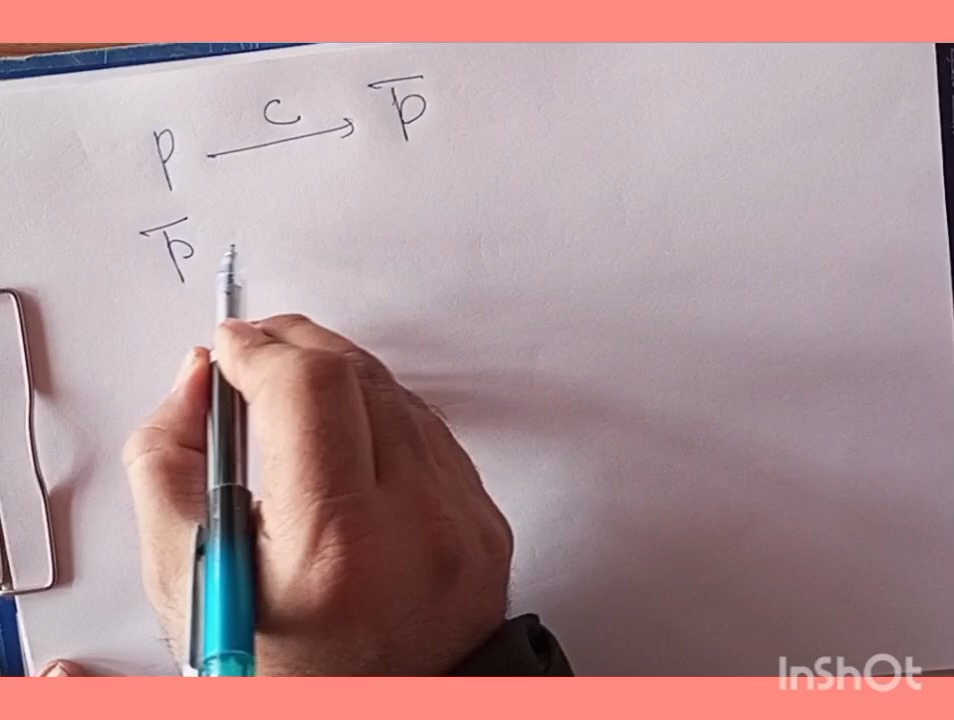 p —C→ p̅
p̅
InShOt